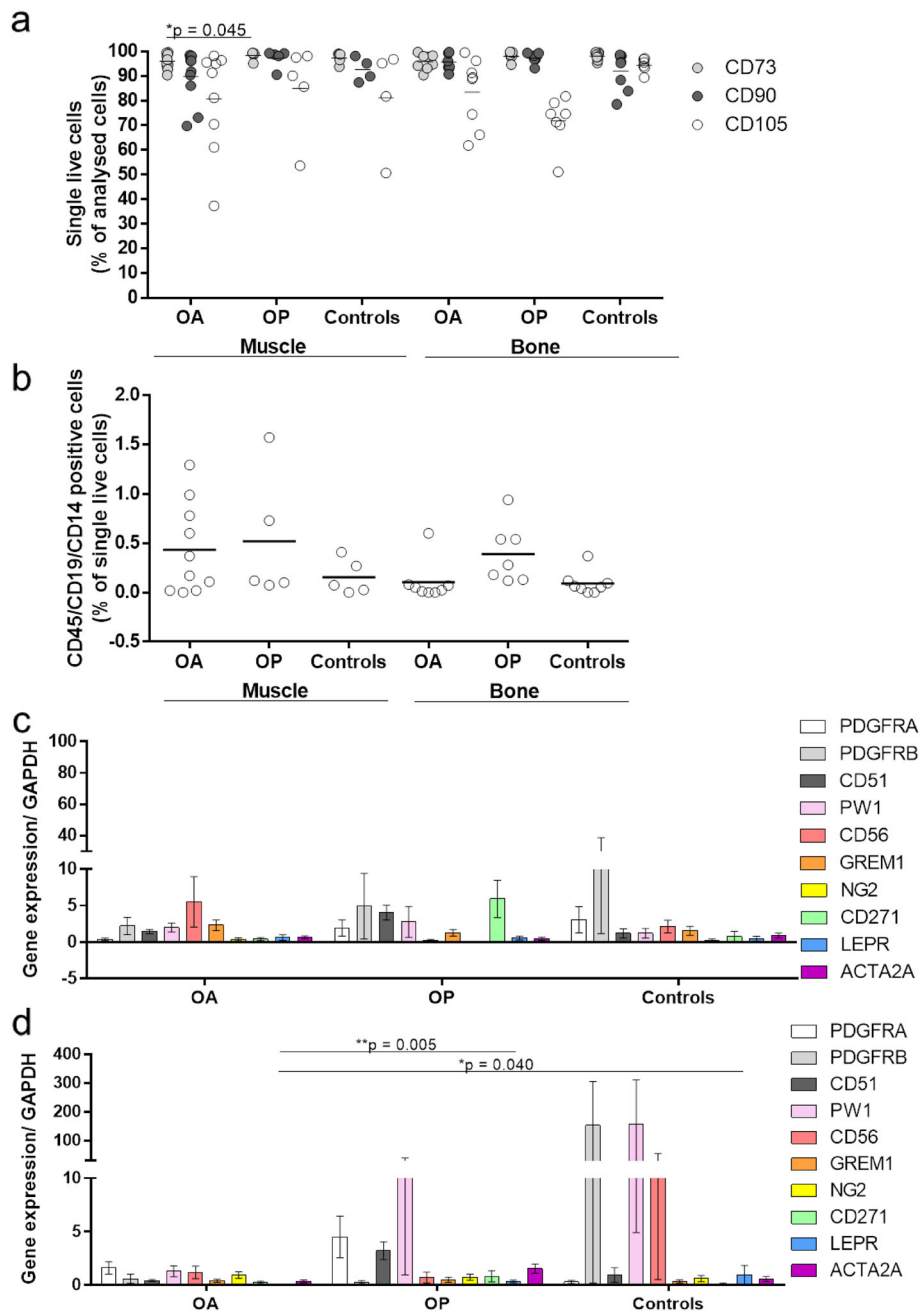 a
*p = 0.045
Single live cells
(% of analysed cells)
100
90
80
70
60
50
40
30
20
10
0
CD73
CD90
CD105
OA
OP
Controls
OA
OP
Controls
Muscle
Bone
b
CD45/CD19/CD14 positive cells
(% of single live cells)
2.0
1.5
1.0
0.5
0.0
-0.5
OA
OP
Controls
OA
OP
Controls
Muscle
Bone
c
Gene expression/ GAPDH
100
80
60
40
10
5
0
-5
OA
OP
Controls
PDGFRA
PDGFRB
CD51
PW1
CD56
GREM1
NG2
CD271
LEPR
ACTA2A
d
Gene expression/ GAPDH
400
300
200
100
10
5
0
**p = 0.005
*p = 0.040
OA
OP
Controls
PDGFRA
PDGFRB
CD51
PW1
CD56
GREM1
NG2
CD271
LEPR
ACTA2A